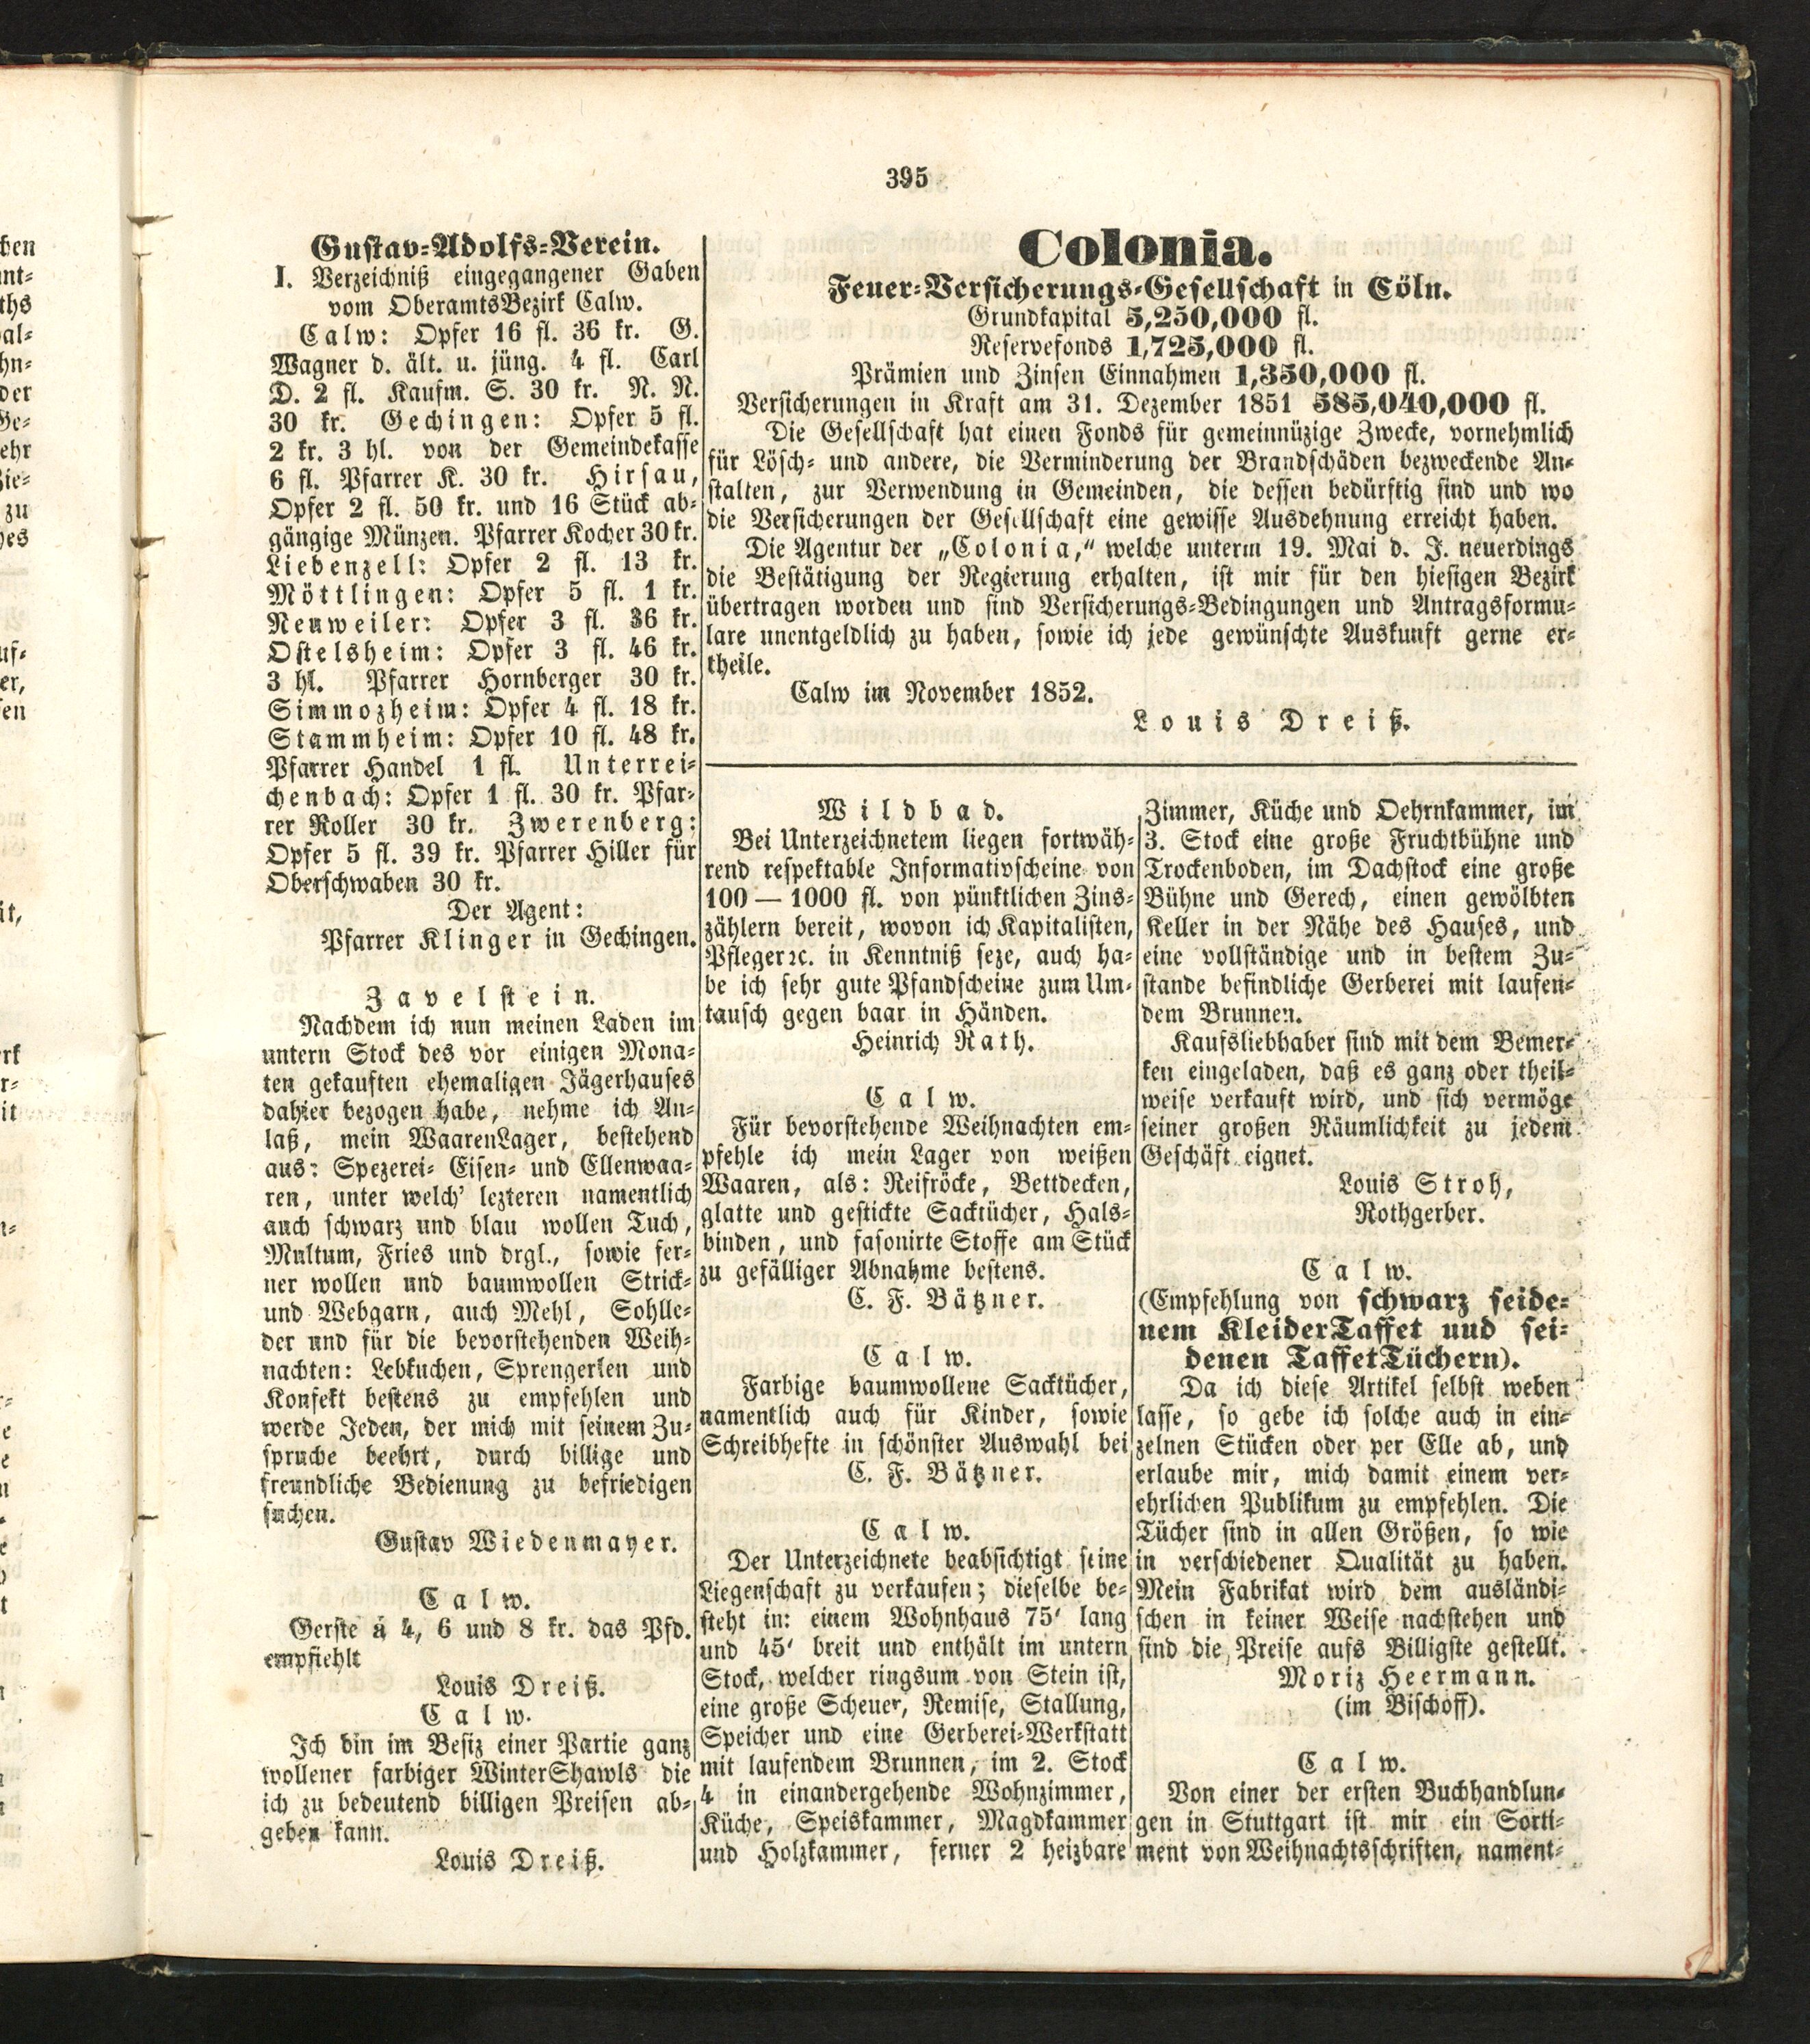 395
Gustav-Adolfs-Verein.
I. Verzeichniß eingegangener Gaben
vom OberamtsBezirk Calw.
Calw: Opfer 16 fl. 36 kr. G.
Wagner d. ält. u. jüng. 4 fl. Carl
D. 2 fl. Kaufm. S. 30 kr. N. N.
30 kr. Gechingen: Opfer 5 fl.
2 kr. 3 hl. von der Gemeindekasse
6 fl. Pfarrer K. 30 kr. Hirsau,
Opfer 2 fl. 50 kr. und 16 Stück ab-
gängige Münzen. Pfarrer Kocher 30 kr.
Liebenzell: Opfer 2 fl. 13 kr.
Möttlingen: Opfer 5 fl. 1 kr.
Neuweiler: Opfer 3 fl. 36 kr.
Ostelsheim: Opfer 3 fl. 46 kr.
3 hl. Pfarrer Hornberger 30 kr.
Simmozheim: Opfer 4 fl. 18 kr.
Stammheim: Opfer 10 fl. 48 kr.
Pfarrer Handel 1 fl. Unterrei-
chenbach: Opfer 1 fl. 30 kr. Pfar-
rer Roller 30 kr. Zwerenberg:
Opfer 5 fl. 39 kr. Pfarrer Hiller für
Oberschwaben 30 kr.
Der Agent:
Pfarrer Klinger in Gechingen.
Zavelstein.
Nachdem ich nun meinen Laden im
untern Stock des vor einigen Mona-
ten gekauften ehemaligen Jägerhauses
dahier bezogen habe, nehme ich An-
laß, mein WaarenLager, bestehend
aus: Spezerei- Eisen- und Ellenwaa-
ren, unter welch' lezteren namentlich
auch schwarz und blau wollen Tuch,
Multum, Fries und drgl., sowie fer-
ner wollen und baumwollen Strick-
und Webgarn, auch Mehl, Sohlle-
der und für die bevorstehenden Weih-
nachten: Lebkuchen, Sprengerlen und
Konfekt bestens zu empfehlen und
werde Jeden, der mich mit seinem Zu-
spruche beehrt, durch billige und
freundliche Bedienung zu befriedigen
suchen.
Gustav Wiedenmayer.
Calw.
Gerste á 4, 6 und 8 kr. das Pfd.
empfiehlt
Louis Dreiß.
Calw.
Ich bin im Besiz einer Partie ganz
wollener farbiger WinterShawls die
ich zu bedeutend billigen Preisen ab-
geben kann.
Louis Dreiß.
Colonia.
Feuer-Versicherungs-Gesellschaft in Cöln.
Grundkapital 5,250,000 fl.
Reservefonds 1,725,000 fl.
Prämien und Zinsen Einnahmen 1,350,000 fl.
Versicherungen in Kraft am 31. Dezember 1851 585,040,000 fl.
Die Gesellschaft hat einen Fonds für gemeinnüzige Zwecke, vornehmlich
für Lösch- und andere, die Verminderung der Brandschäden bezweckende An-
stalten, zur Verwendung in Gemeinden, die dessen bedürftig sind und wo
die Versicherungen der Gesellschaft eine gewisse Ausdehnung erreicht haben.
Die Agentur der „Colonia,“ welche unterm 19. Mai d. J. neuerdings
die Bestätigung der Regierung erhalten, ist mir für den hiesigen Bezirk
übertragen worden und sind Versicherungs-Bedingungen und Antragsformu-
lare unentgeldlich zu haben, sowie ich jede gewünschte Auskunft gerne er-
theile.
Calw im November 1852.
Louis Dreiß.
Wildbad.
Bei Unterzeichnetem liegen fortwäh-
rend respektable Informativscheine von
100 — 1000 fl. von pünktlichen Zins-
zählern bereit, wovon ich Kapitalisten,
Pfleger ꝛc. in Kenntniß seze, auch ha-
be ich sehr gute Pfandscheine zum Um-
tausch gegen baar in Händen.
Heinrich Rath.
Calw.
Für bevorstehende Weihnachten em-
pfehle ich mein Lager von weißen
Waaren, als: Reifröcke, Bettdecken,
glatte und gestickte Sacktücher, Hals-
binden, und fasonirte Stoffe am Stück
zu gefälliger Abnahme bestens.
C. F. Bätzner.
Calw.
Farbige baumwollene Sacktücher,
namentlich auch für Kinder, sowie
Schreibhefte in schönster Auswahl bei
C. F. Bätzner.
Calw.
Der Unterzeichnete beabsichtigt seine
Liegenschaft zu verkaufen; dieselbe be-
steht in: einem Wohnhaus 75' lang
und 45' breit und enthält im untern
Stock, welcher ringsum von Stein ist,
eine große Scheuer, Remise, Stallung,
Speicher und eine Gerberei-Werkstatt
mit laufendem Brunnen, im 2. Stock
4 in einandergehende Wohnzimmer,
Küche, Speiskammer, Magdkammer
und Holzkammer, ferner 2 heizbare
Zimmer, Küche und Oehrnkammer, im
3. Stock eine große Fruchtbühne und
Trockenboden, im Dachstock eine große
Bühne und Gerech, einen gewölbten
Keller in der Nähe des Hauses, und
eine vollständige und in bestem Zu-
stande befindliche Gerberei mit laufen-
dem Brunnen.
Kaufsliebhaber sind mit dem Bemer-
ken eingeladen, daß es ganz oder theil-
weise verkauft wird, und sich vermöge
seiner großen Räumlichkeit zu jedem
Geschäft eignet.
Louis Stroh,
Rothgerber.
Calw.
(Empfehlung von schwarz seide-
nem KleiderTaffet und sei-
denen TaffetTüchern).
Da ich diese Artikel selbst weben
lasse, so gebe ich solche auch in ein-
zelnen Stücken oder per Elle ab, und
erlaube mir, mich damit einem ver-
ehrlichen Publikum zu empfehlen. Die
Tücher sind in allen Größen, so wie
in verschiedener Qualität zu haben.
Mein Fabrikat wird dem ausländi-
schen in keiner Weise nachstehen und
sind die Preise aufs Billigste gestellt.
Moriz Heermann.
(im Bischoff).
Calw.
Von einer der ersten Buchhandlun-
gen in Stuttgart ist mir ein Sorti-
ment von Weihnachtsschriften, nament-